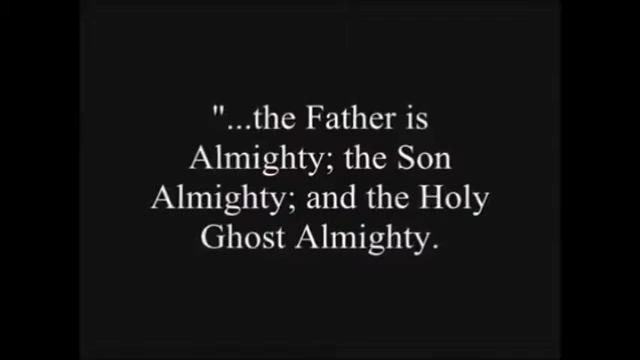 "...the Father is
Almighty; the Son
Almighty; and the Holy
Ghost Almighty.